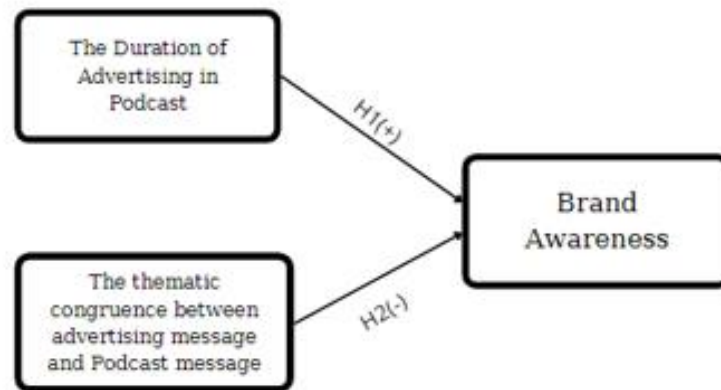 The Duration of
Advertising in
Podcast
H1(+)
Brand
Awareness
H2(-)
The thematic
congruence between
advertising message
and Podcast message